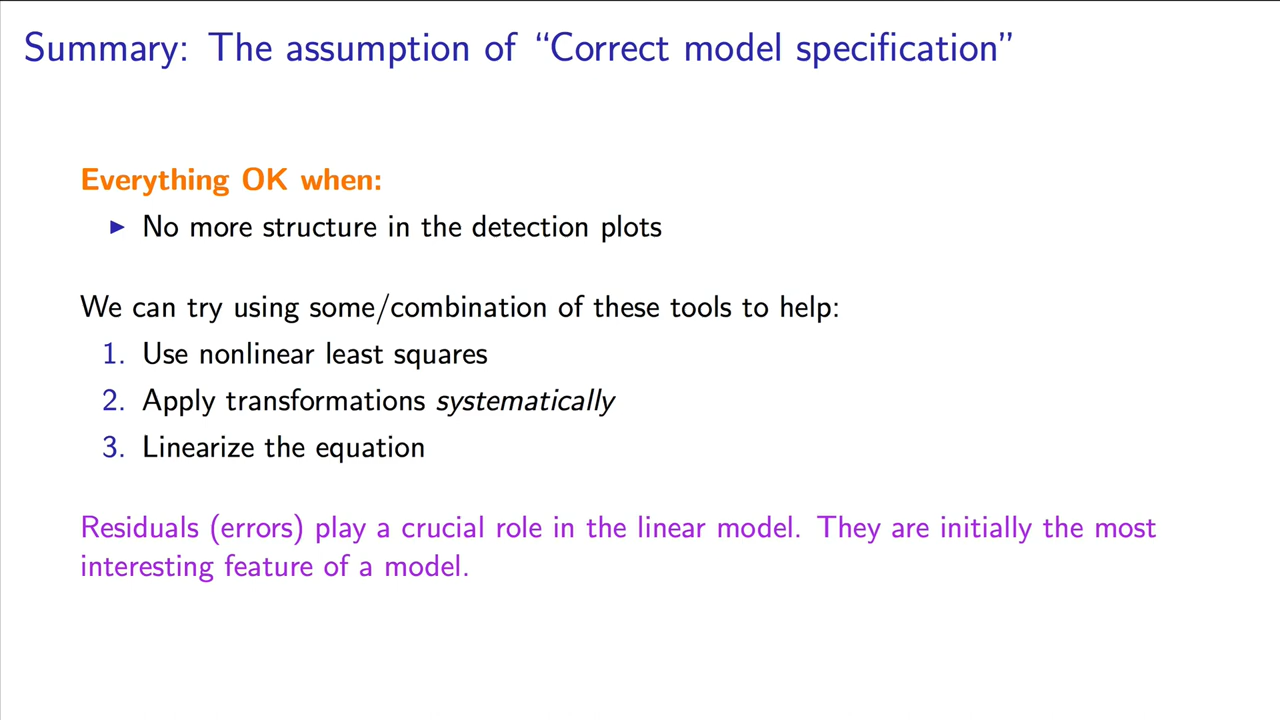 Summary: The assumption of “Correct model specification”
Everything OK when:
▶ No more structure in the detection plots
We can try using some/combination of these tools to help:
1. Use nonlinear least squares
2. Apply transformations systematically
3. Linearize the equation
Residuals (errors) play a crucial role in the linear model. They are initially the most
interesting feature of a model.